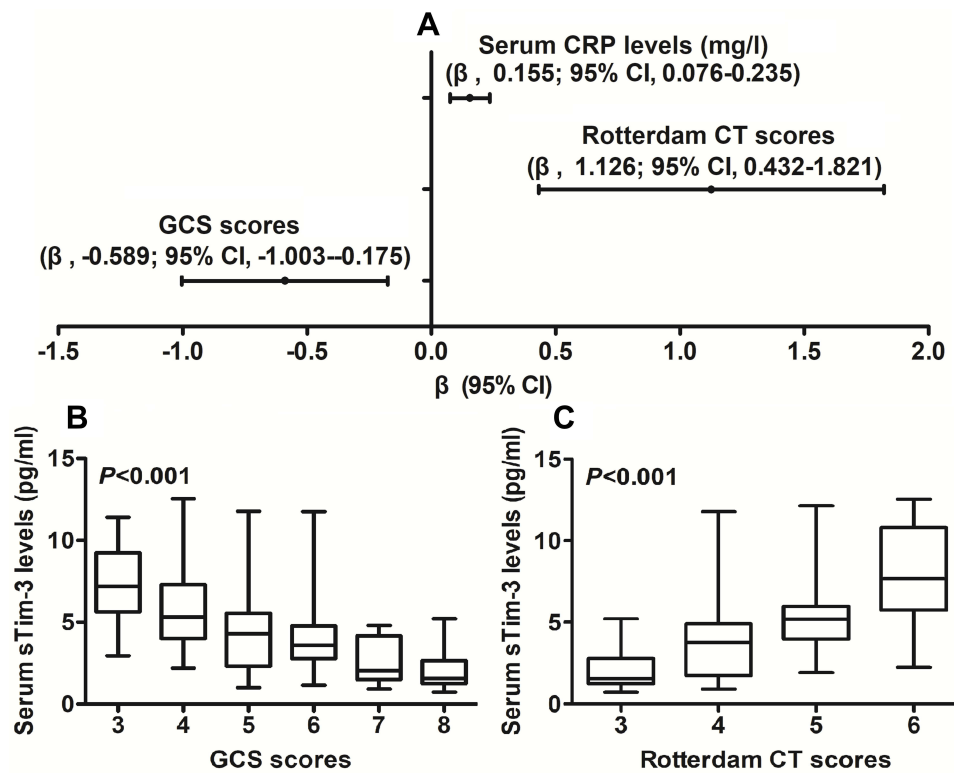 A
Serum CRP levels (mg/l)
(β , 0.155; 95% CI, 0.076-0.235)
Rotterdam CT scores
(β , 1.126; 95% CI, 0.432-1.821)
GCS scores
(β , -0.589; 95% CI, -1.003--0.175)
-1.5 -1.0 -0.5 0.0 0.5 1.0 1.5 2.0
β (95% CI)
B
Serum sTim-3 levels (pg/ml)
P<0.001
15
10
5
0
3 4 5 6 7 8
GCS scores
C
Serum sTim-3 levels (pg/ml)
P<0.001
15
10
5
0
3 4 5 6
Rotterdam CT scores